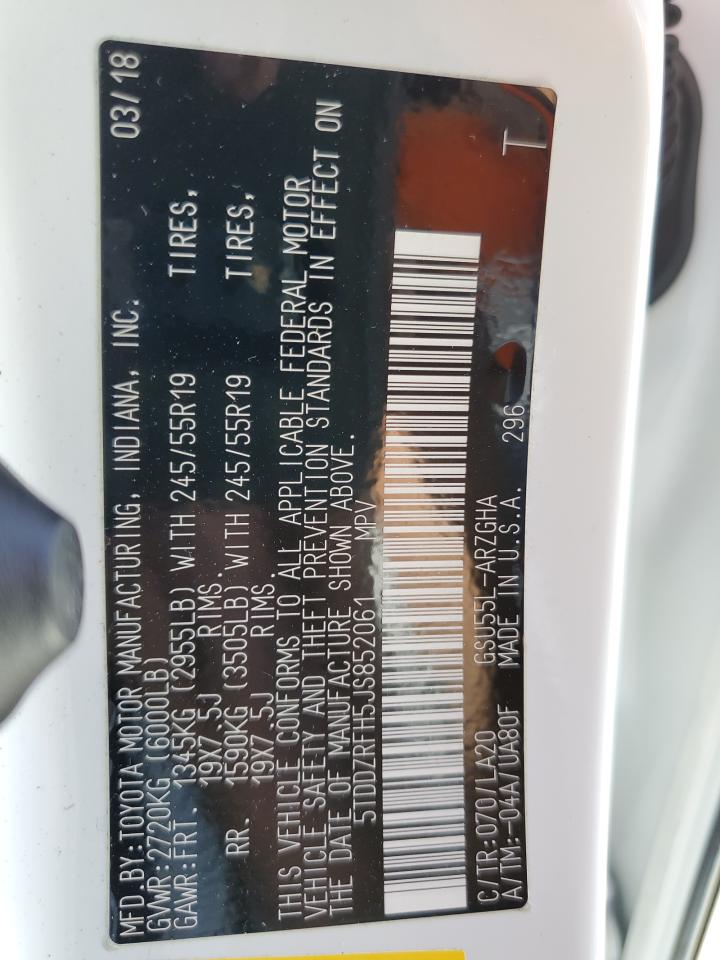 MFD.BY:TOYOTA MOTOR MANUFACTURING, INDIANA, INC. 03/18
GVWR:2720KG (6000LB)
GAWR:FRT. 1345KG (2955LB) WITH 245/55R19 TIRES,
19X7.5J RIMS.
RR. 1590KG (3505LB) WITH 245/55R19 TIRES,
19X7.5J RIMS.
THIS VEHICLE CONFORMS TO ALL APPLICABLE FEDERAL MOTOR
VEHICLE SAFETY AND THEFT PREVENTION STANDARDS IN EFFECT ON
THE DATE OF MANUFACTURE SHOWN ABOVE.
5TDDZRFH5JS852061 MPV
C/TR:070/LA20 GSU55L-ARZGHA
A/TM:-04A/UA80F MADE IN U.S.A. 296 T